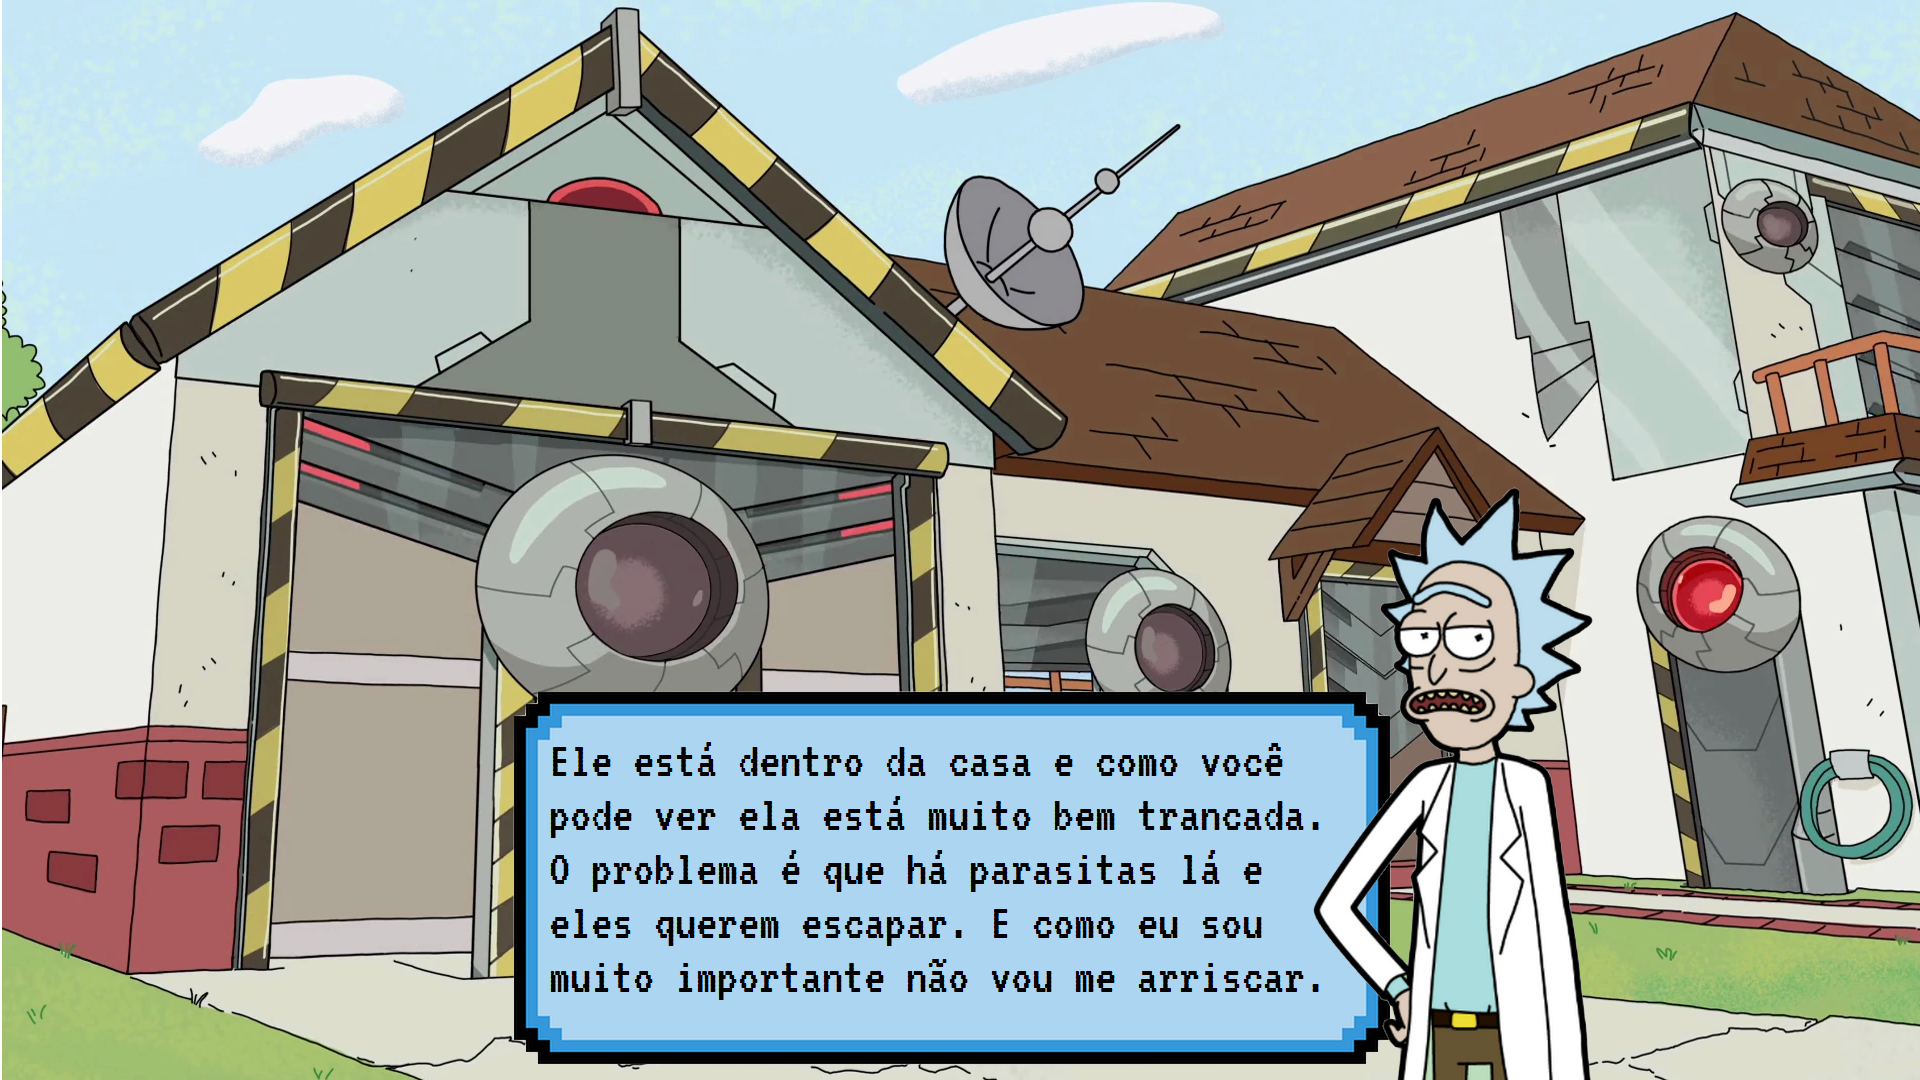 Ele está dentro da casa e como você
pode ver ela está muito bem trancada.
O problema é que há parasitas lá e
eles querem escapar. E como eu sou
muito importante não vou me arriscar.